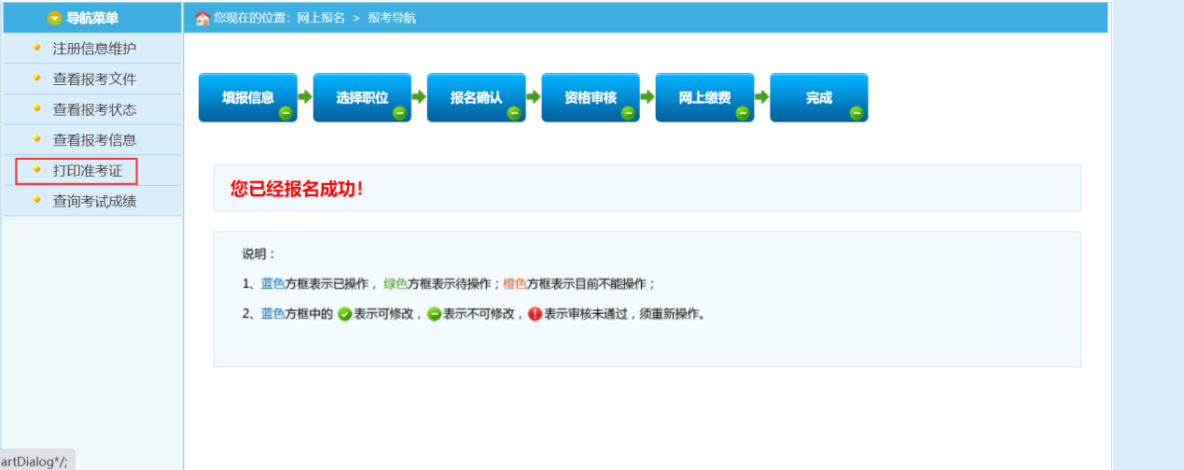 导航菜单
您现在的位置：网上报名 > 报考导航
注册信息维护
查看报考文件
查看报考状态
查看报考信息
打印准考证
查询考试成绩
填报信息
选择职位
报名确认
资格审核
网上缴费
完成
您已经报名成功！
说明：
1、蓝色方框表示已操作，绿色方框表示待操作；橙色方框表示目前不能操作；
2、蓝色方框中的 表示可修改， 表示不可修改， 表示审核未通过，须重新操作。
artDialog*/;